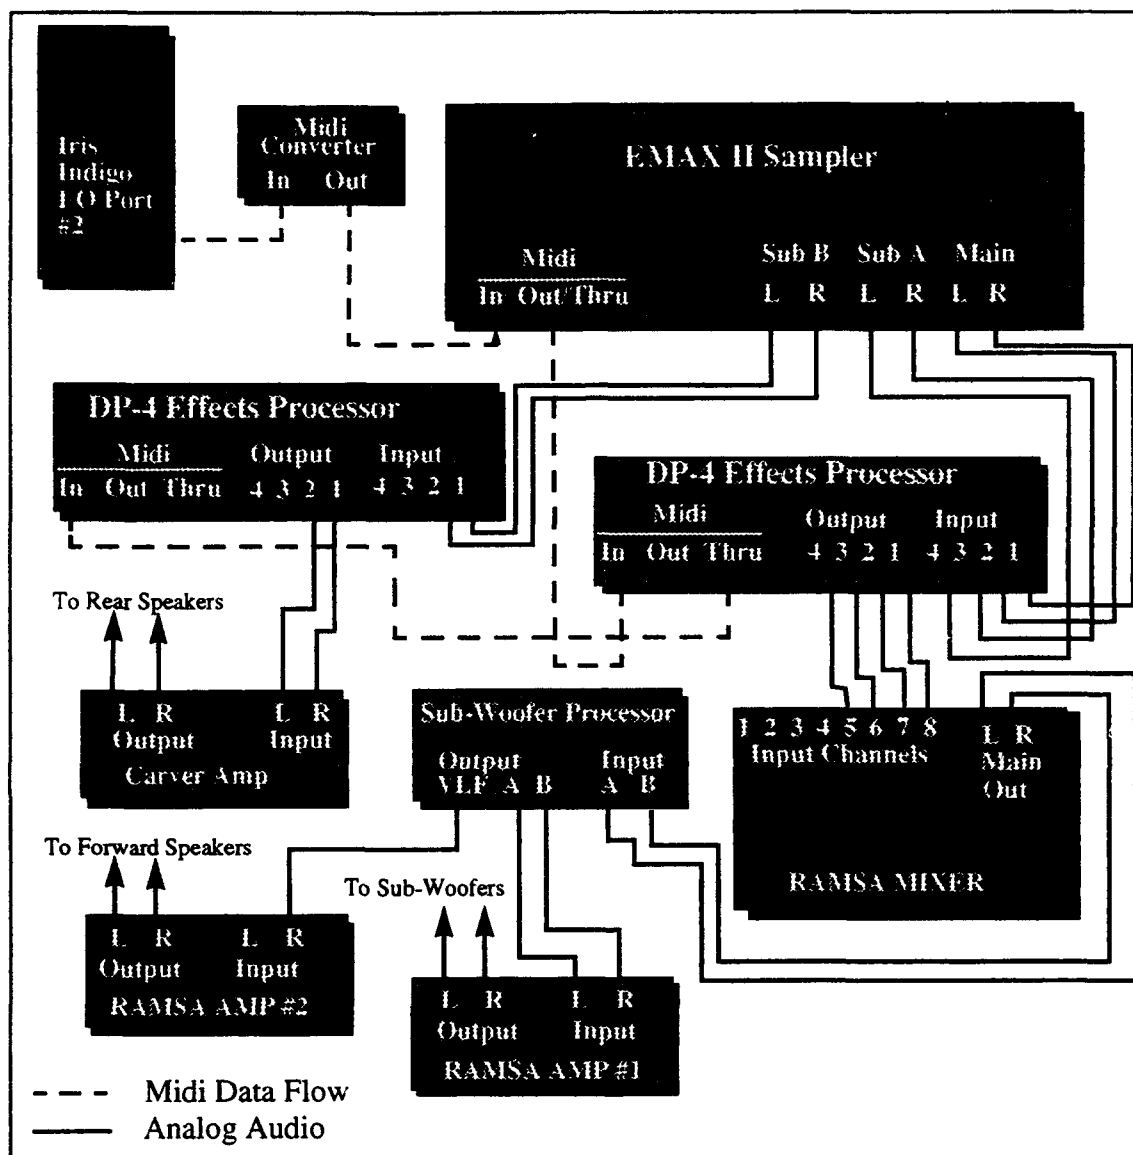 Iris
Indigo
I/O Port
#2
Midi
Converter
In Out
EMAX II Sampler
Midi
In Out/Thru
Sub B Sub A Main
L R L R L R
DP-4 Effects Processor
Midi Output Input
In Out Thru 4 3 2 1 4 3 2 1
DP-4 Effects Processor
Midi Output Input
In Out Thru 4 3 2 1 4 3 2 1
To Rear Speakers
L R L R
Output Input
Carver Amp
Sub-Woofer Processor
Output Input
VLF A B A B
1 2 3 4 5 6 7 8
Input Channels
L R
Main
Out
RAMSA MIXER
To Forward Speakers
L R L R
Output Input
RAMSA AMP #2
To Sub-Woofers
L R L R
Output Input
RAMSA AMP #1
Midi Data Flow
Analog Audio